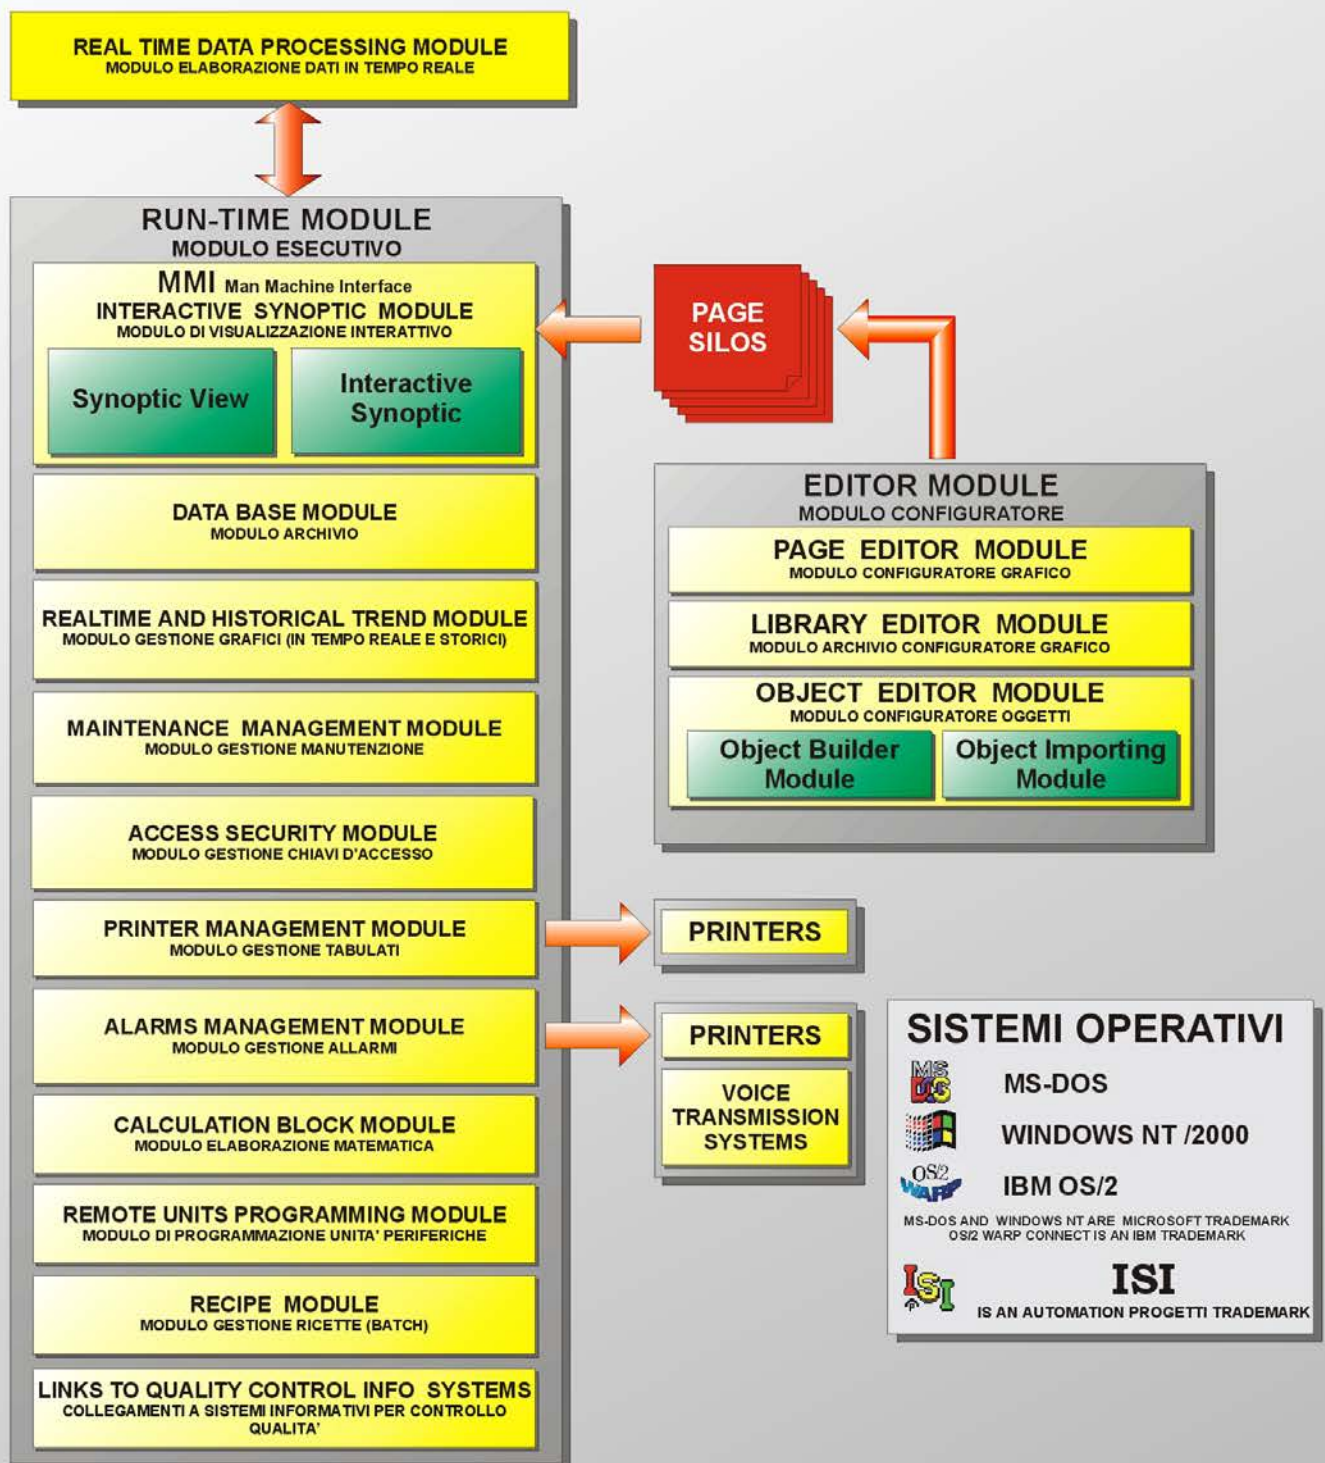 REAL TIME DATA PROCESSING MODULE
MODULO ELABORAZIONE DATI IN TEMPO REALE
RUN-TIME MODULE
MODULO ESECUTIVO
MMI Man Machine Interface
INTERACTIVE SYNOPTIC MODULE
MODULO DI VISUALIZZAZIONE INTERATTIVO
Synoptic View
Interactive
Synoptic
DATA BASE MODULE
MODULO ARCHIVIO
REALTIME AND HISTORICAL TREND MODULE
MODULO GESTIONE GRAFICI (IN TEMPO REALE E STORICI)
MAINTENANCE MANAGEMENT MODULE
MODULO GESTIONE MANUTENZIONE
ACCESS SECURITY MODULE
MODULO GESTIONE CHIAVI D'ACCESSO
PRINTER MANAGEMENT MODULE
MODULO GESTIONE TABULATI
ALARMS MANAGEMENT MODULE
MODULO GESTIONE ALLARMI
CALCULATION BLOCK MODULE
MODULO ELABORAZIONE MATEMATICA
REMOTE UNITS PROGRAMMING MODULE
MODULO DI PROGRAMMAZIONE UNITA' PERIFERICHE
RECIPE MODULE
MODULO GESTIONE RICETTE (BATCH)
LINKS TO QUALITY CONTROL INFO SYSTEMS
COLLEGAMENTI A SISTEMI INFORMATIVI PER CONTROLLO
QUALITA'
PAGE
SILOS
EDITOR MODULE
MODULO CONFIGURATORE
PAGE EDITOR MODULE
MODULO CONFIGURATORE GRAFICO
LIBRARY EDITOR MODULE
MODULO ARCHIVIO CONFIGURATORE GRAFICO
OBJECT EDITOR MODULE
MODULO CONFIGURATORE OGGETTI
Object Builder
Module
Object Importing
Module
PRINTERS
PRINTERS
VOICE
TRANSMISSION
SYSTEMS
SISTEMI OPERATIVI
MS
DOS
MS-DOS
WINDOWS NT /2000
OS/2
WARP
IBM OS/2
MS-DOS AND WINDOWS NT ARE MICROSOFT TRADEMARK
OS/2 WARP CONNECT IS AN IBM TRADEMARK
ISI
ISI
IS AN AUTOMATION PROGETTI TRADEMARK